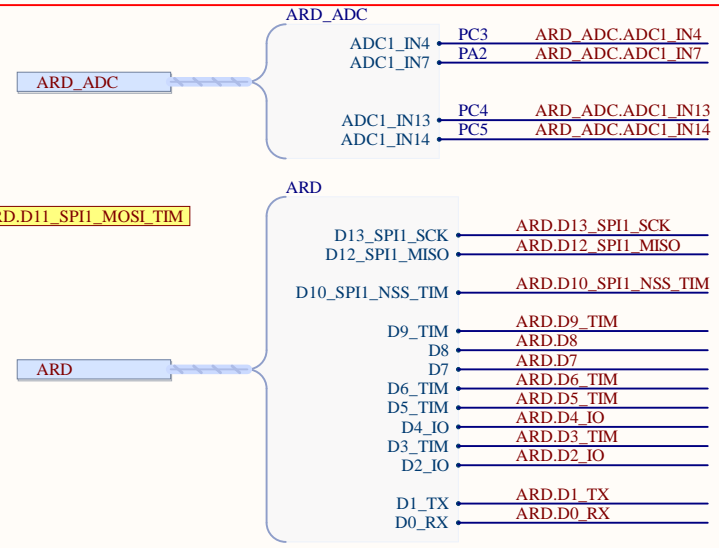 ARD_ADC
ADC1_IN4 PC3 ARD_ADC.ADC1_IN4
ADC1_IN7 PA2 ARD_ADC.ADC1_IN7
ARD_ADC
ADC1_IN13 PC4 ARD_ADC.ADC1_IN13
ADC1_IN14 PC5 ARD_ADC.ADC1_IN14
ARD
RD.D11_SPI1_MOSI_TIM
D13_SPI1_SCK ARD.D13_SPI1_SCK
D12_SPI1_MISO ARD.D12_SPI1_MISO
D10_SPI1_NSS_TIM ARD.D10_SPI1_NSS_TIM
D9_TIM ARD.D9_TIM
D8 ARD.D8
ARD D7 ARD.D7
D6_TIM ARD.D6_TIM
D5_TIM ARD.D5_TIM
D4_IO ARD.D4_IO
D3_TIM ARD.D3_TIM
D2_IO ARD.D2_IO
D1_TX ARD.D1_TX
D0_RX ARD.D0_RX